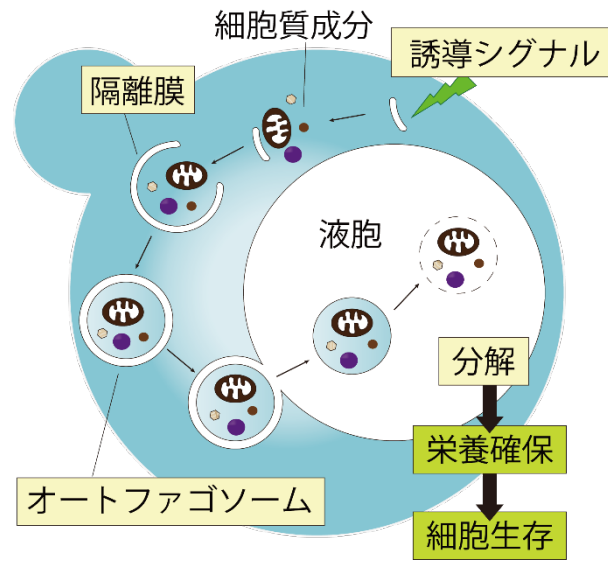 細胞質成分
誘導シグナル
隔離膜
液胞
分解
栄養確保
オートファゴソーム
細胞生存